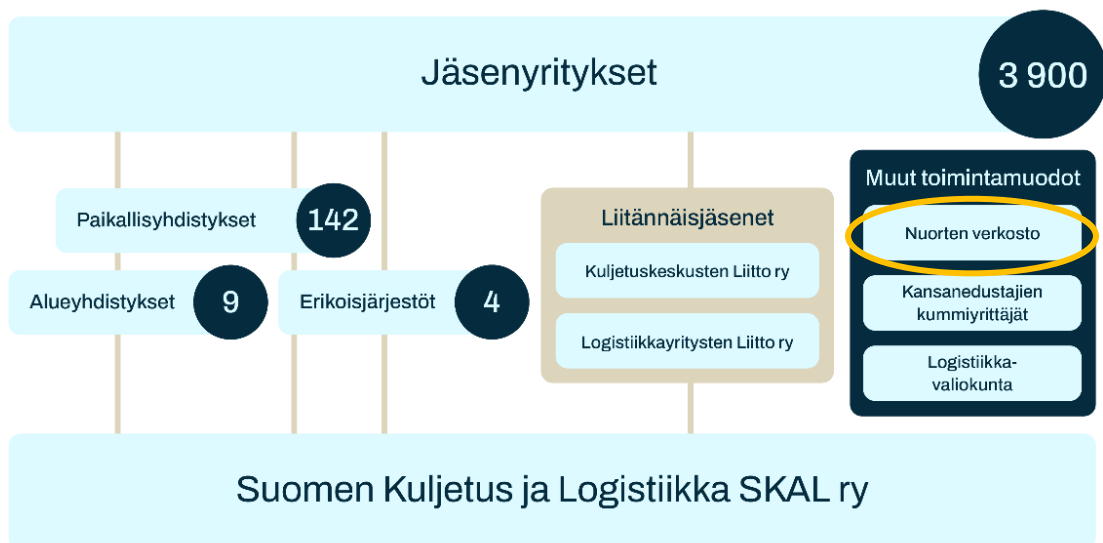 Jäsenyritykset
3 900
Muut toimintamuodot
Nuorten verkosto
Kansanedustajien
kummiyrittäjät
Logistiikka-
valiokunta
Paikallisyhdistykset
142
Alueyhdistykset
9
Erikoisjärjestöt
4
Liitännäisjäsenet
Kuljetuskeskusten Liitto ry
Logistiikkayritysten Liitto ry
Suomen Kuljetus ja Logistiikka SKAL ry